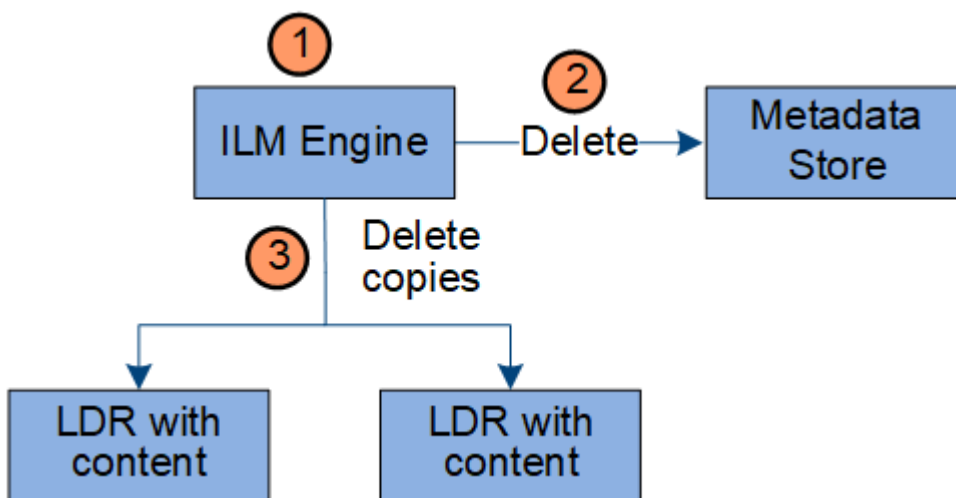 1
2
ILM Engine
Delete
Metadata
Store
3
Delete
copies
LDR with
content
LDR with
content